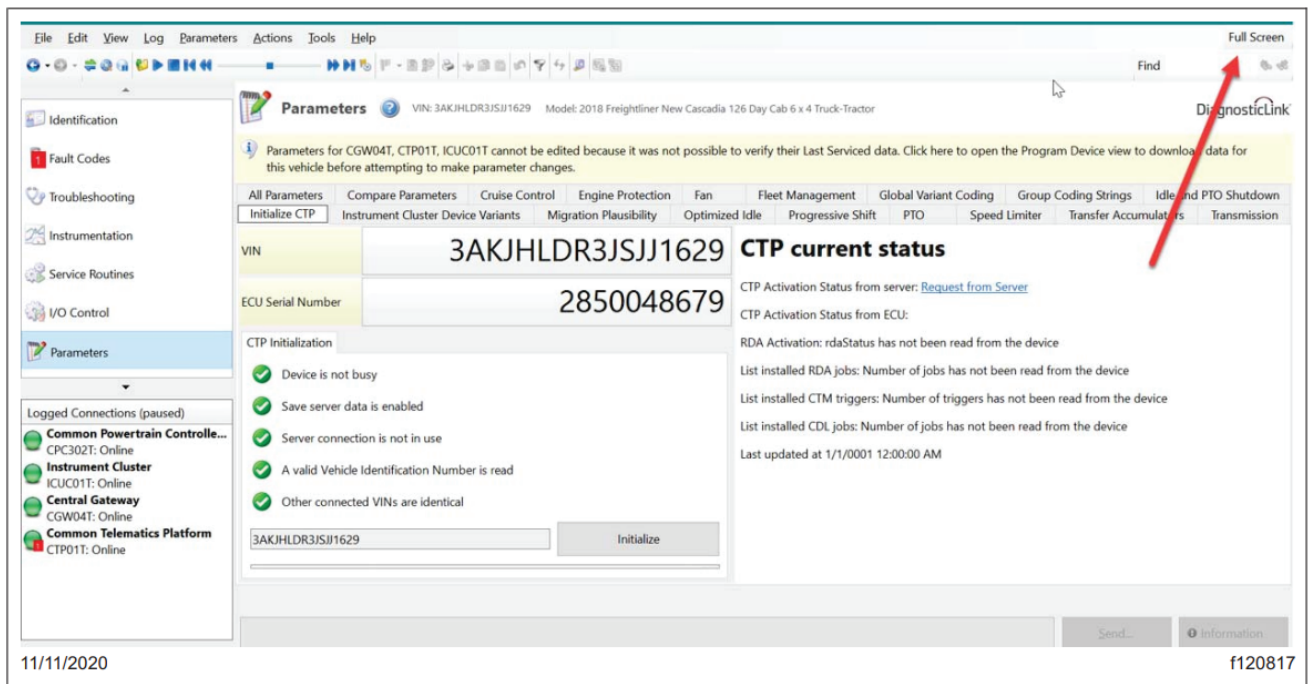 File Edit View Log Parameters Actions Tools Help Full Screen
Find
Identification
Fault Codes
Troubleshooting
Instrumentation
Service Routines
I/O Control
Parameters
Logged Connections (paused)
Common Powertrain Controlle...
CPC302T: Online
Instrument Cluster
ICUC01T: Online
Central Gateway
CGW04T: Online
Common Telematics Platform
CTP01T: Online
Parameters VIN: 3AKJHLDR3JSJJ1629 Model: 2018 Freightliner New Cascadia 126 Day Cab 6 x 4 Truck-Tractor
DiagnosticLink
Parameters for CGW04T, CTP01T, ICUC01T cannot be edited because it was not possible to verify their Last Serviced data. Click here to open the Program Device view to download data for
this vehicle before attempting to make parameter changes.
All Parameters Compare Parameters Cruise Control Engine Protection Fan Fleet Management Global Variant Coding Group Coding Strings Idle and PTO Shutdown
Initialize CTP Instrument Cluster Device Variants Migration Plausibility Optimized Idle Progressive Shift PTO Speed Limiter Transfer Accumulators Transmission
VIN 3AKJHLDR3JSJJ1629
ECU Serial Number 2850048679
CTP Initialization
Device is not busy
Save server data is enabled
Server connection is not in use
A valid Vehicle Identification Number is read
Other connected VINs are identical
3AKJHLDR3JSJJ1629 Initialize
CTP current status
CTP Activation Status from server: Request from Server
CTP Activation Status from ECU:
RDA Activation: rdaStatus has not been read from the device
List installed RDA jobs: Number of jobs has not been read from the device
List installed CTM triggers: Number of triggers has not been read from the device
List installed CDL jobs: Number of jobs has not been read from the device
Last updated at 1/1/0001 12:00:00 AM
Send... Information
11/11/2020 f120817